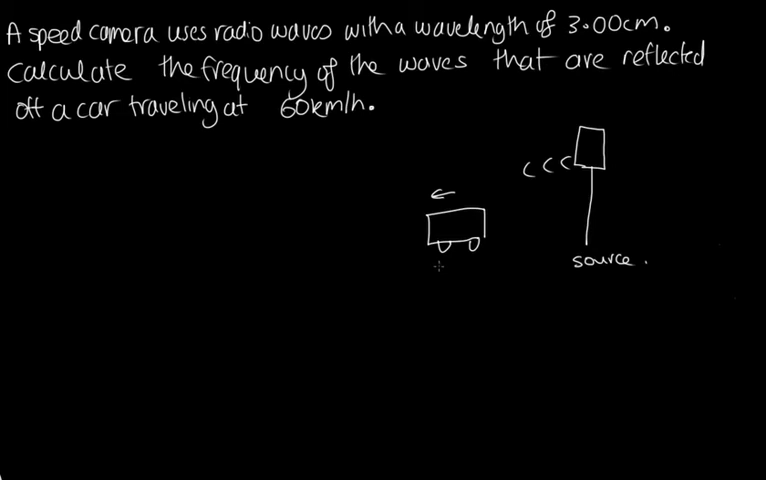 A speed camera uses radio waves with a wavelength of 3.00cm.
Calculate the frequency of the waves that are reflected
off a car traveling at 60km/h.
source.